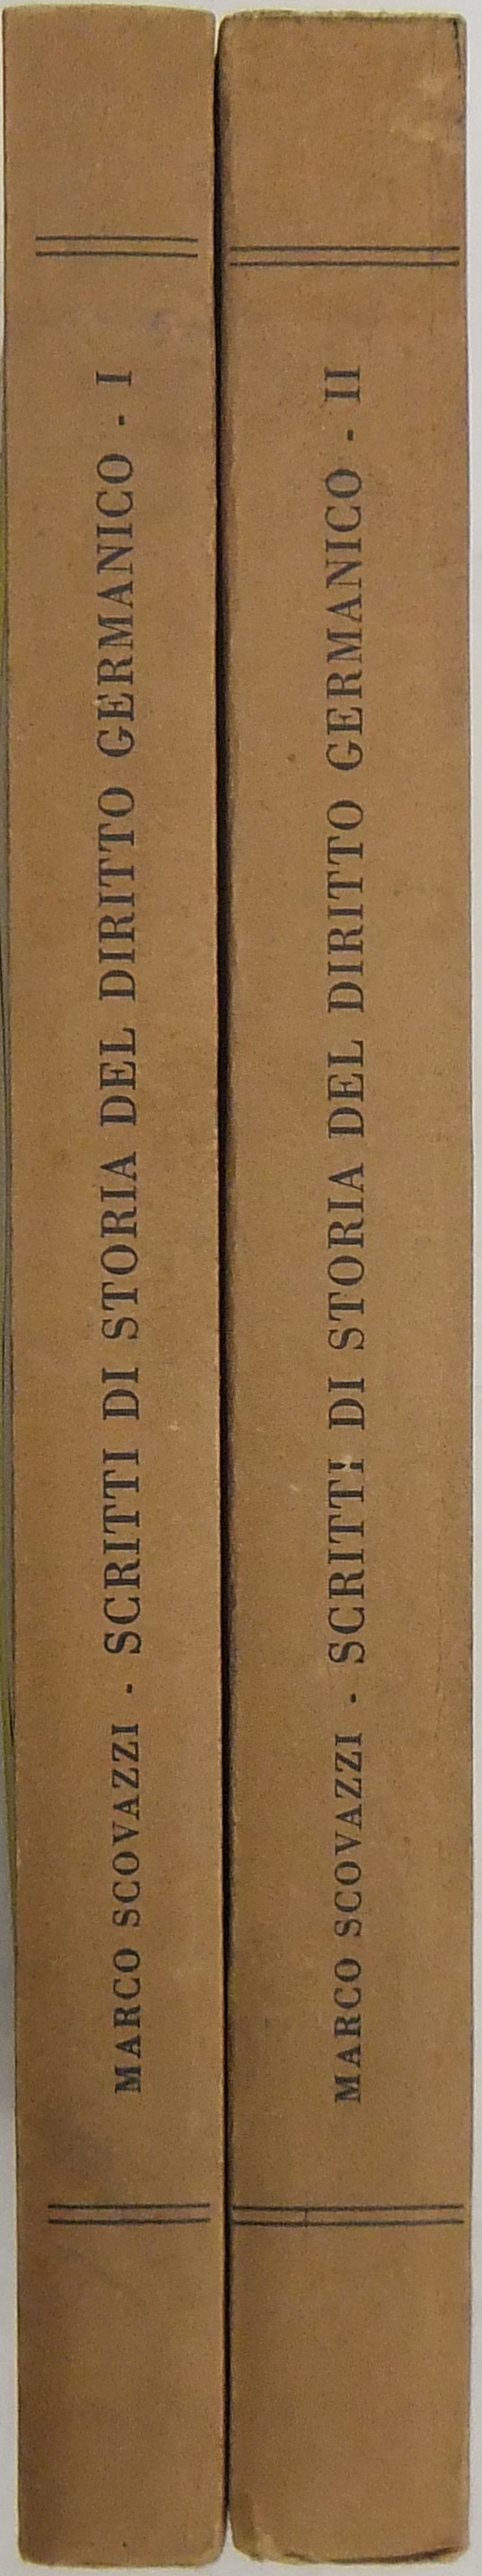 MARCO SCOVAZZI - SCRITTI DI STORIA DEL DIRITTO GERMANICO - I
MARCO SCOVAZZI - SCRITTI DI STORIA DEL DIRITTO GERMANICO - II